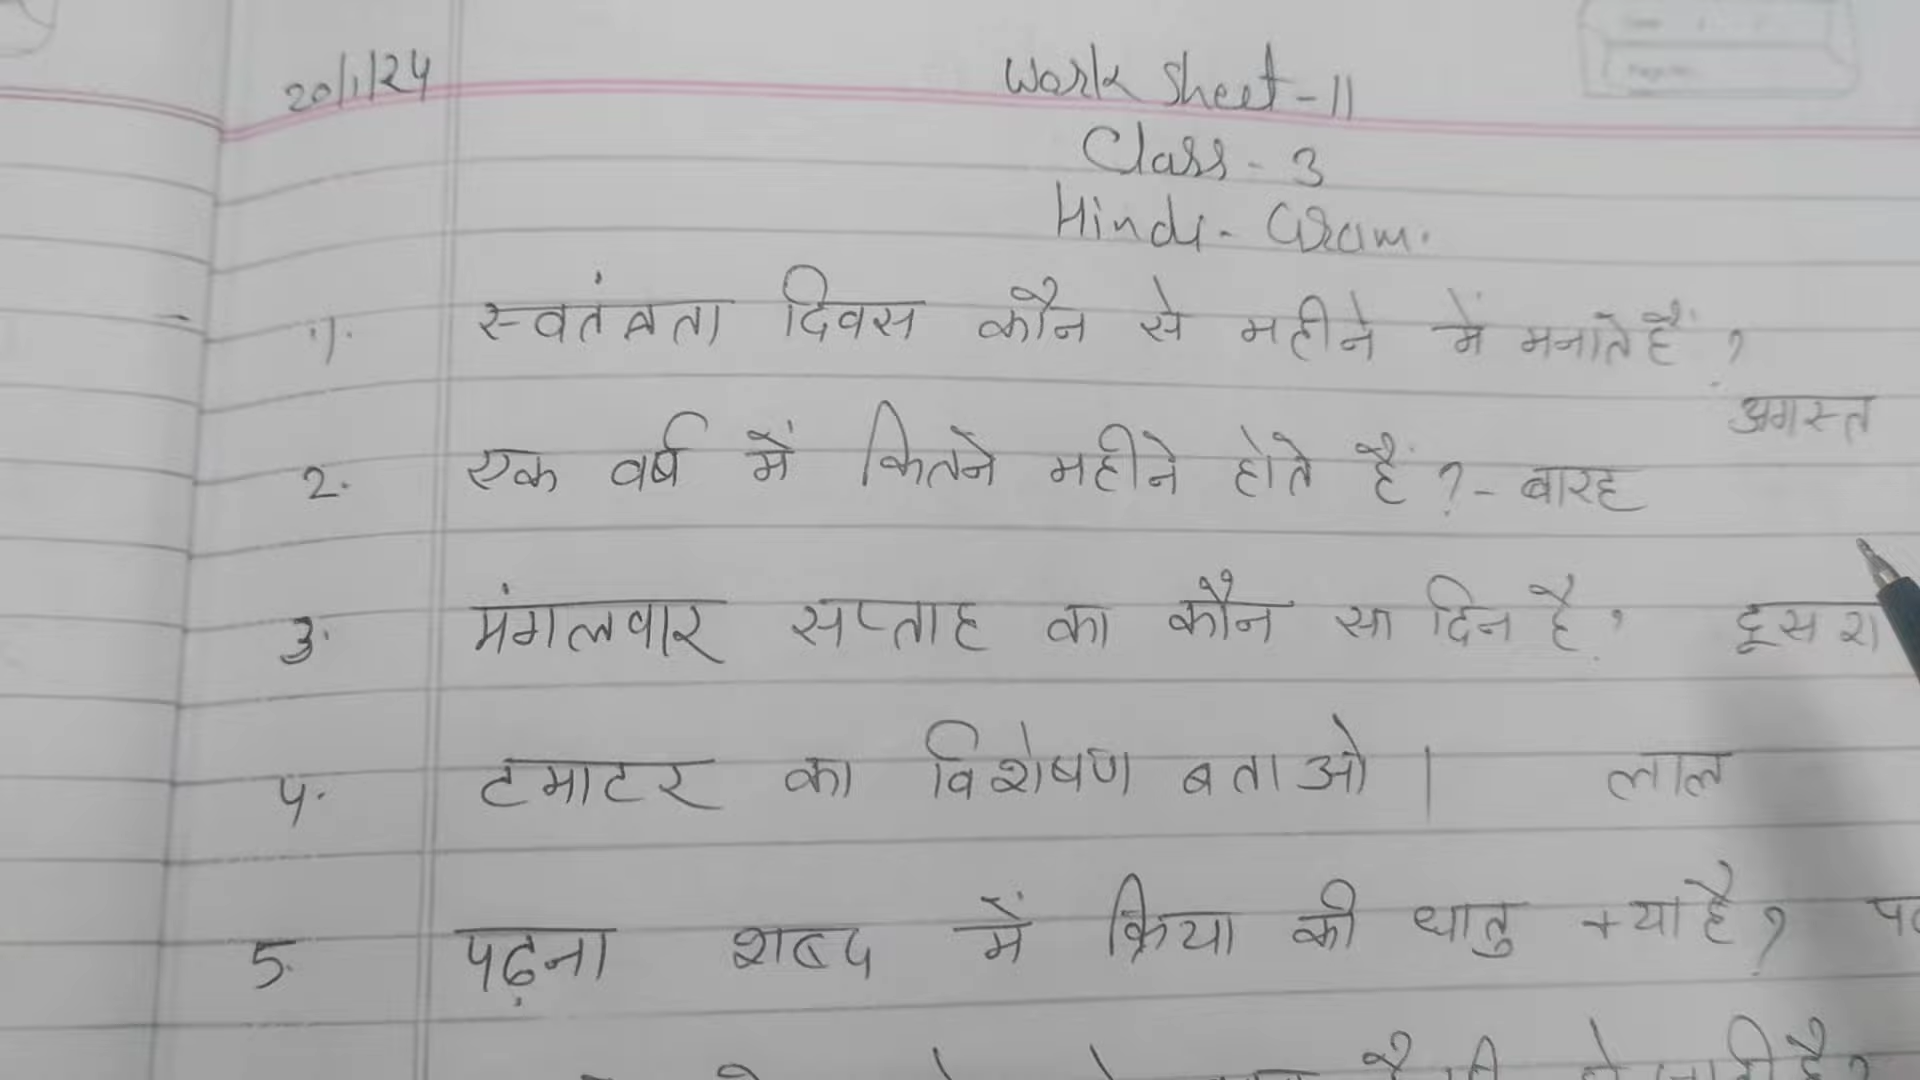 20/1/24
Work Sheet-11
Class-3
Hindi-Gram.
1. स्वतंत्रता दिवस कौन से महीने में मनाते हैं ?
अगस्त
2. एक वर्ष में कितने महीने होते हैं ?- बारह
3. मंगलवार सप्ताह का कौन सा दिन है ? दूसरा
4. टमाटर का विशेषण बताओ | लाल
5. पढ़ना शब्द में क्रिया की धातु क्या है ?